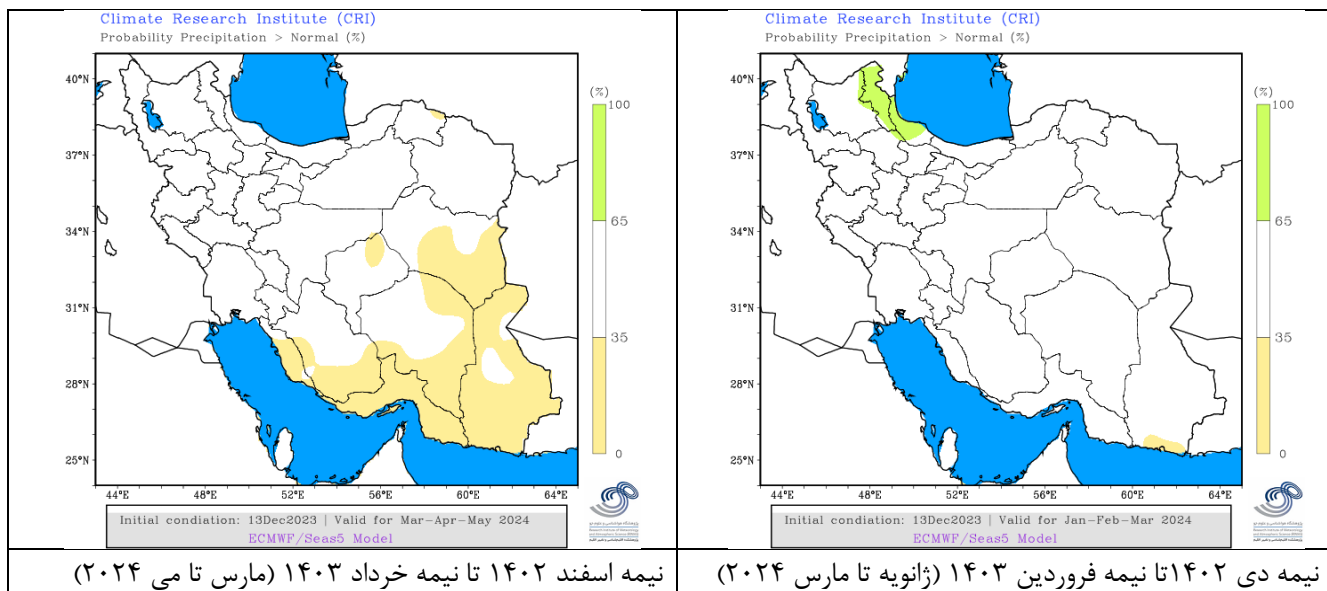 Climate Research Institute (CRI)
Probability Precipitation > Normal (%)
40°N
37°N
34°N
31°N
28°N
25°N
44°E
48°E
52°E
56°E
60°E
64°E
(%)
100
65
35
0
Initial condiation: 13Dec2023 | Valid for Mar-Apr-May 2024
ECMWF/Seas5 Model
نیمه اسفند ۱۴۰۲ تا نیمه خرداد ۱۴۰۳ (مارس تا می ۲۰۲۴)
Climate Research Institute (CRI)
Probability Precipitation > Normal (%)
40°N
37°N
34°N
31°N
28°N
25°N
44°E
48°E
52°E
56°E
60°E
64°E
(%)
100
65
35
0
Initial condiation: 13Dec2023 | Valid for Jan-Feb-Mar 2024
ECMWF/Seas5 Model
نیمه دی ۱۴۰۲تا نیمه فروردین ۱۴۰۳ (ژانویه تا مارس ۲۰۲۴)